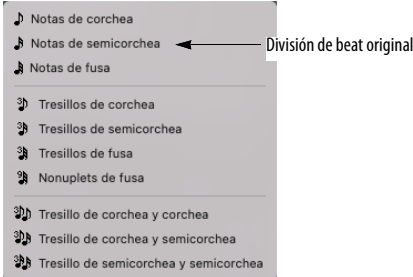 Notas de corchea
Notas de semicorchea
División de beat original
Notas de fusa
Tresillos de corchea
Tresillos de semicorchea
Tresillos de fusa
Nonuplets de fusa
Tresillo de corchea y corchea
Tresillo de corchea y semicorchea
Tresillo de semicorchea y semicorchea